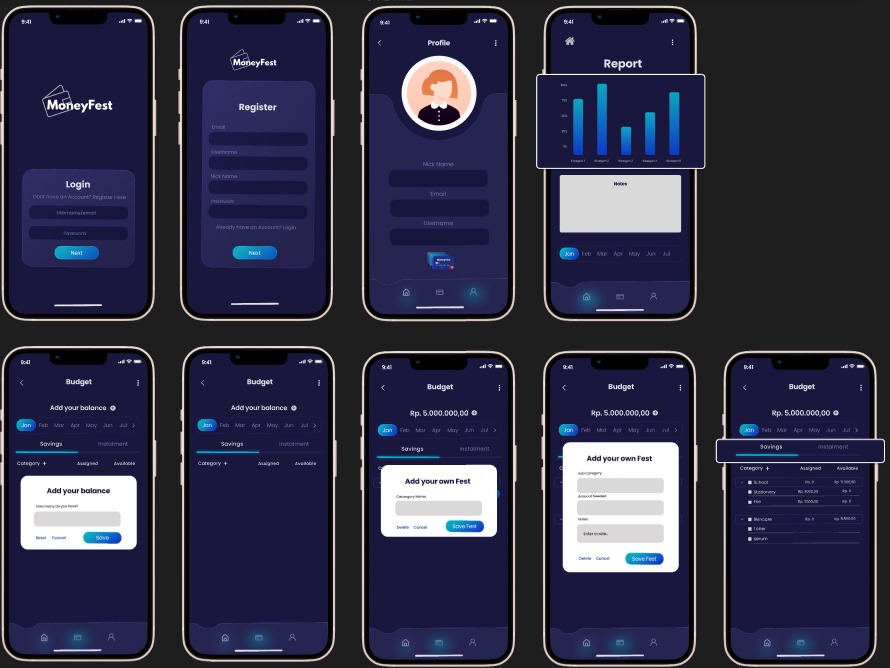 9:41
MoneyFest
Login
Dont have an Account? Register Here
Username/email
Password
Next
9:41
MoneyFest
Register
Email
Username
Nick Name
Password
Already have an Account? Login
Next
9:41
Profile
Nick Name
Email
Username
9:41
Report
Budget 1 Budget 2 Budget 3 Budget 4 Budget 5
Notes
Jan Feb Mar Apr May Jun Jul
9:41
Budget
Add your balance
Jan Feb Mar Apr May Jun Jul
Savings Instalment
Category + Assigned Available
Add your balance
How many do you have?
Reset Cancel Save
9:41
Budget
Add your balance
Jan Feb Mar Apr May Jun Jul
Savings Instalment
Category + Assigned Available
9:41
Budget
Rp. 5.000.000,00
Jan Feb Mar Apr May Jun Jul
Savings Instalment
Add your own Fest
Category Name
Delete Cancel Save Fest
9:41
Budget
Rp. 5.000.000,00
Jan Feb Mar Apr May Jun Jul
Add your own Fest
Sub Category
Amount Needed
Notes
Enter a note..
Delete Cancel Save Fest
9:41
Budget
Rp. 5.000.000,00
Jan Feb Mar Apr May Jun Jul
Savings Instalment
Category + Assigned Available
School Rp. 0
Stationery Rp. 0
Rp. 0
Skincare Rp. 0
Toner
Serum